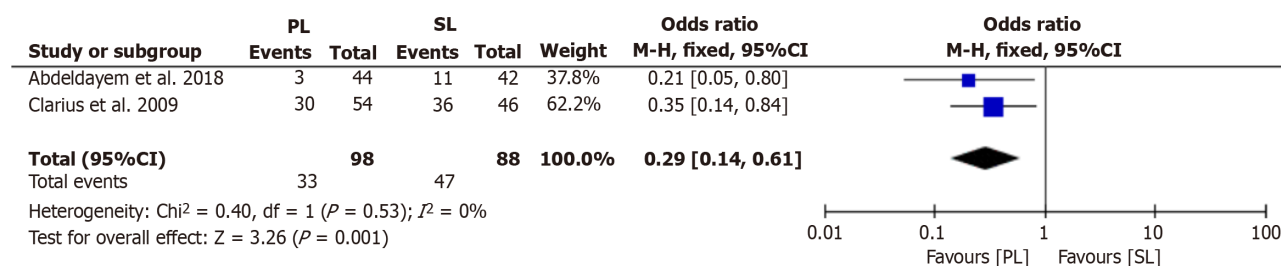 PL SL Odds ratio Odds ratio
Study or subgroup Events Total Events Total Weight M-H, fixed, 95%CI M-H, fixed, 95%CI
Abdeldayem et al. 2018 3 44 11 42 37.8% 0.21 [0.05, 0.80]
Clarius et al. 2009 30 54 36 46 62.2% 0.35 [0.14, 0.84]
Total (95%CI) 98 88 100.0% 0.29 [0.14, 0.61]
Total events 33 47
Heterogeneity: Chi2 = 0.40, df = 1 (P = 0.53); I2 = 0%
Test for overall effect: Z = 3.26 (P = 0.001)
0.01 0.1 1 10 100
Favours [PL] Favours [SL]